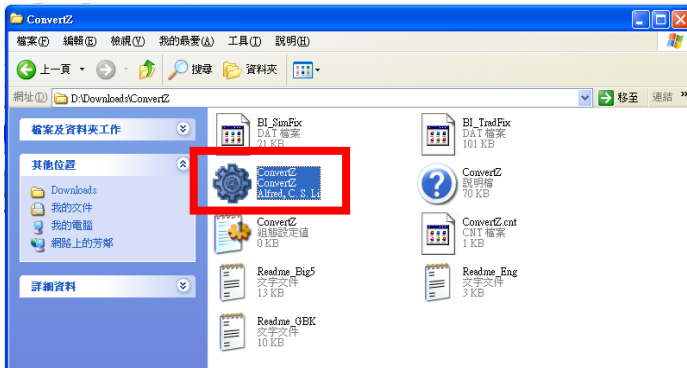 ConvertZ
檔案(F) 編輯(E) 檢視(V) 我的最愛(A) 工具(T) 說明(H)
上一頁 搜尋 資料夾
網址(D) D:\Downloads\ConvertZ 移至 連結 »
檔案及資料夾工作
其他位置
Downloads
我的文件
我的電腦
網路上的芳鄰
詳細資料
BI_SimFix
DAT 檔案
21 KB
BI_TradFix
DAT 檔案
101 KB
ConvertZ
ConvertZ
Alfred, C. S. Li
ConvertZ
說明檔
70 KB
ConvertZ
組態設定值
0 KB
ConvertZ.cnt
CNT 檔案
1 KB
Readme_Big5
文字文件
13 KB
Readme_Eng
文字文件
3 KB
Readme_GBK
文字文件
10 KB